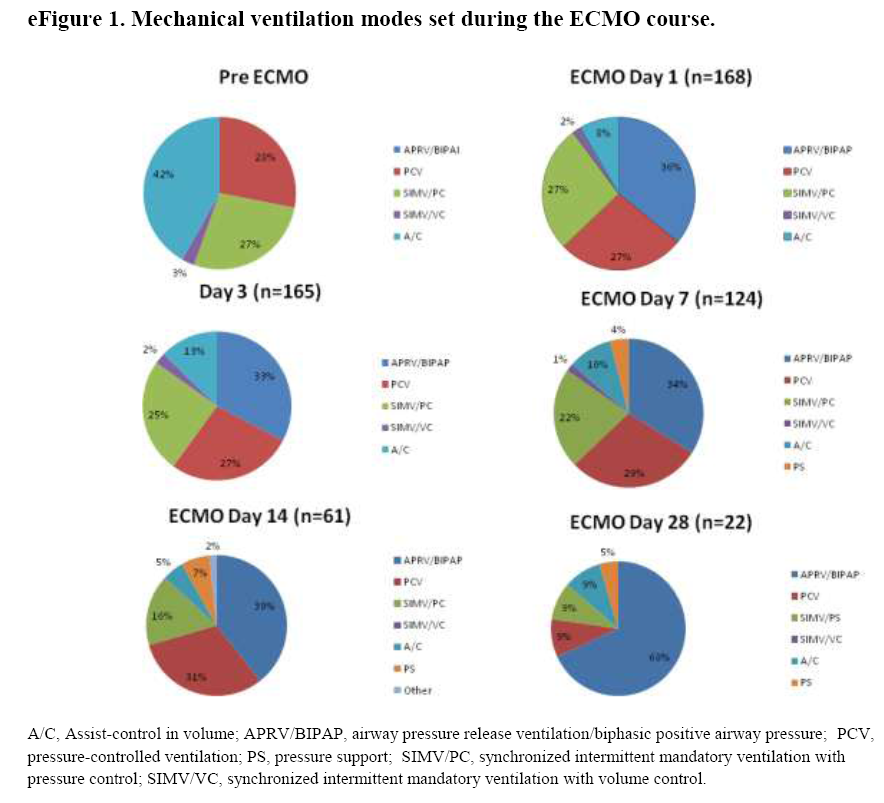 eFigure 1. Mechanical ventilation modes set during the ECMO course.
Pre ECMO
28%
27%
3%
42%
APRV/BIPAI
PCV
SIMV/PC
SIMV/VC
A/C
ECMO Day 1 (n=168)
36%
27%
27%
2%
8%
APRV/BIPAP
PCV
SIMV/PC
SIMV/VC
A/C
Day 3 (n=165)
33%
27%
25%
2%
13%
APRV/BIPAP
PCV
SIMV/PC
SIMV/VC
A/C
ECMO Day 7 (n=124)
34%
29%
22%
1%
10%
4%
APRV/BIPAP
PCV
SIMV/PC
SIMV/VC
A/C
PS
ECMO Day 14 (n=61)
39%
31%
16%
5%
7%
2%
APRV/BIPAP
PCV
SIMV/PC
SIMV/VC
A/C
PS
Other
ECMO Day 28 (n=22)
68%
9%
9%
9%
5%
APRV/BIPAP
PCV
SIMV/PS
SIMV/VC
A/C
PS
A/C, Assist-control in volume; APRV/BIPAP, airway pressure release ventilation/biphasic positive airway pressure; PCV,
pressure-controlled ventilation; PS, pressure support; SIMV/PC, synchronized intermittent mandatory ventilation with
pressure control; SIMV/VC, synchronized intermittent mandatory ventilation with volume control.